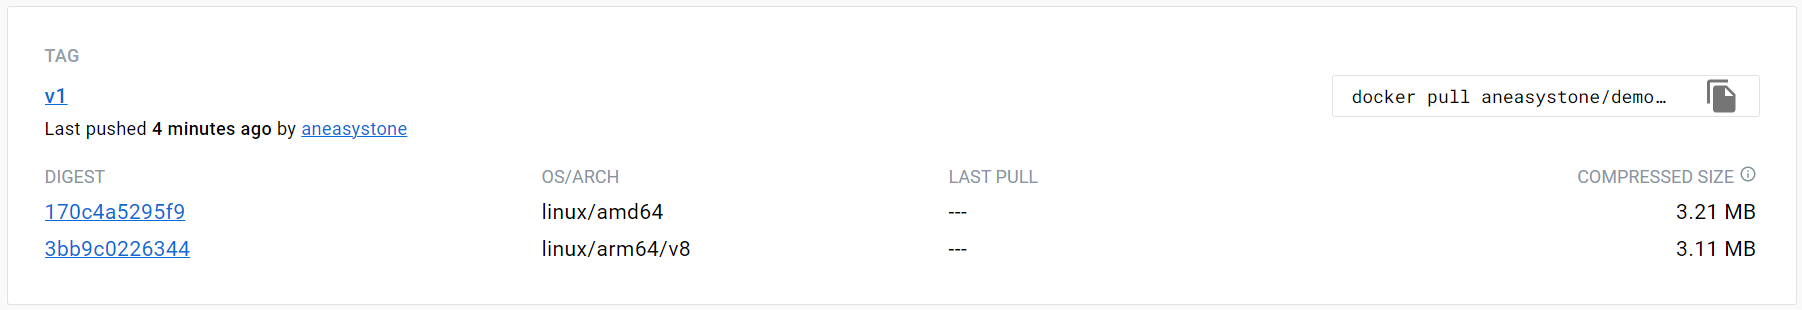 TAG
v1
docker pull aneasystone/demo…
Last pushed 4 minutes ago by aneasystone
DIGEST OS/ARCH LAST PULL COMPRESSED SIZE
170c4a5295f9 linux/amd64 --- 3.21 MB
3bb9c0226344 linux/arm64/v8 --- 3.11 MB